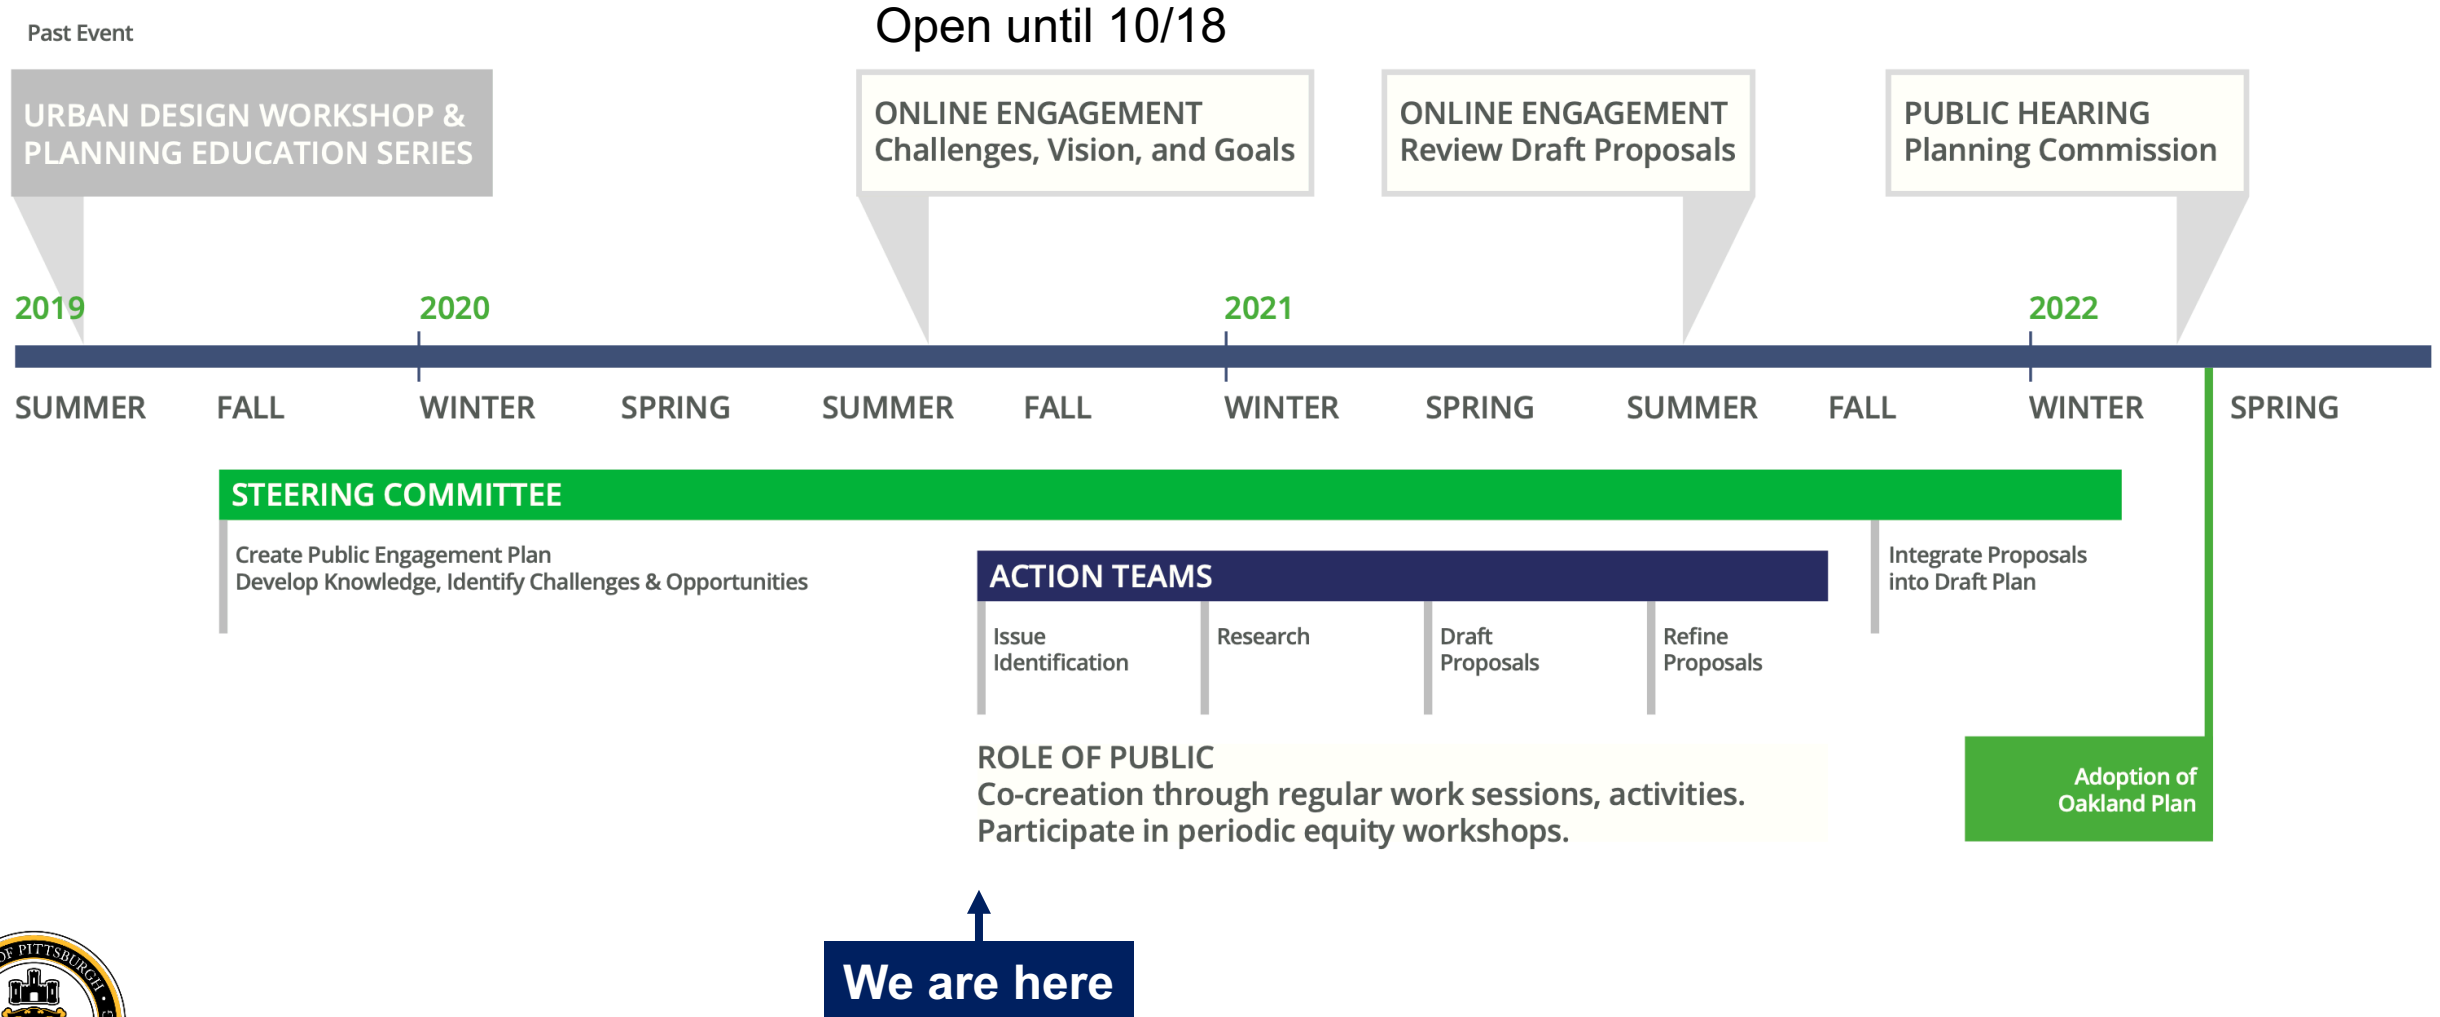 Past Event
Open until 10/18
URBAN DESIGN WORKSHOP &
PLANNING EDUCATION SERIES
ONLINE ENGAGEMENT
Challenges, Vision, and Goals
ONLINE ENGAGEMENT
Review Draft Proposals
PUBLIC HEARING
Planning Commission
2019
2020
2021
2022
SUMMER
FALL
WINTER
SPRING
SUMMER
FALL
WINTER
SPRING
SUMMER
FALL
WINTER
SPRING
STEERING COMMITTEE
Create Public Engagement Plan
Develop Knowledge, Identify Challenges & Opportunities
Integrate Proposals
into Draft Plan
ACTION TEAMS
Issue
Identification
Research
Draft
Proposals
Refine
Proposals
ROLE OF PUBLIC
Co-creation through regular work sessions, activities.
Participate in periodic equity workshops.
Adoption of
Oakland Plan
We are here
OF PITTSBURGH